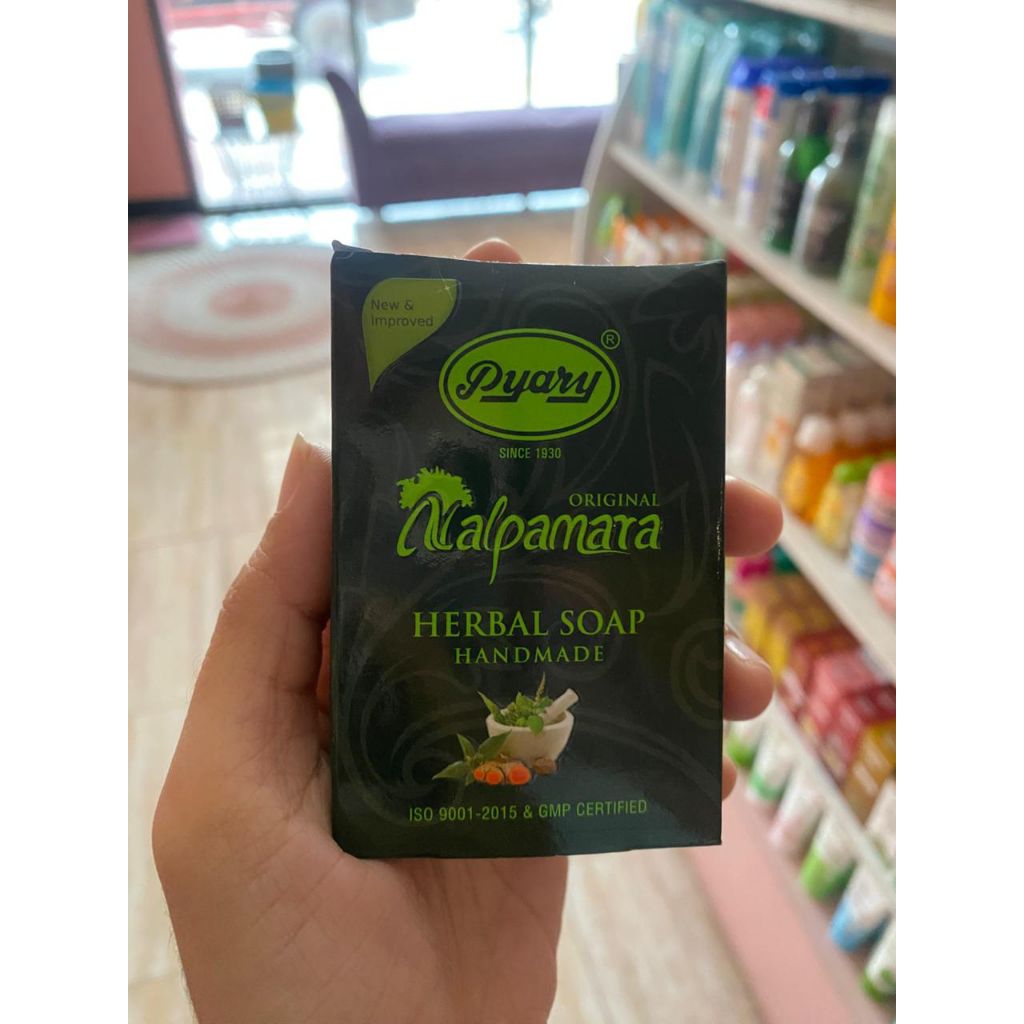 New &
Improved
Pyary
®
SINCE 1930
ORIGINAL
Nalpamara
HERBAL SOAP
HANDMADE
ISO 9001-2015 & GMP CERTIFIED